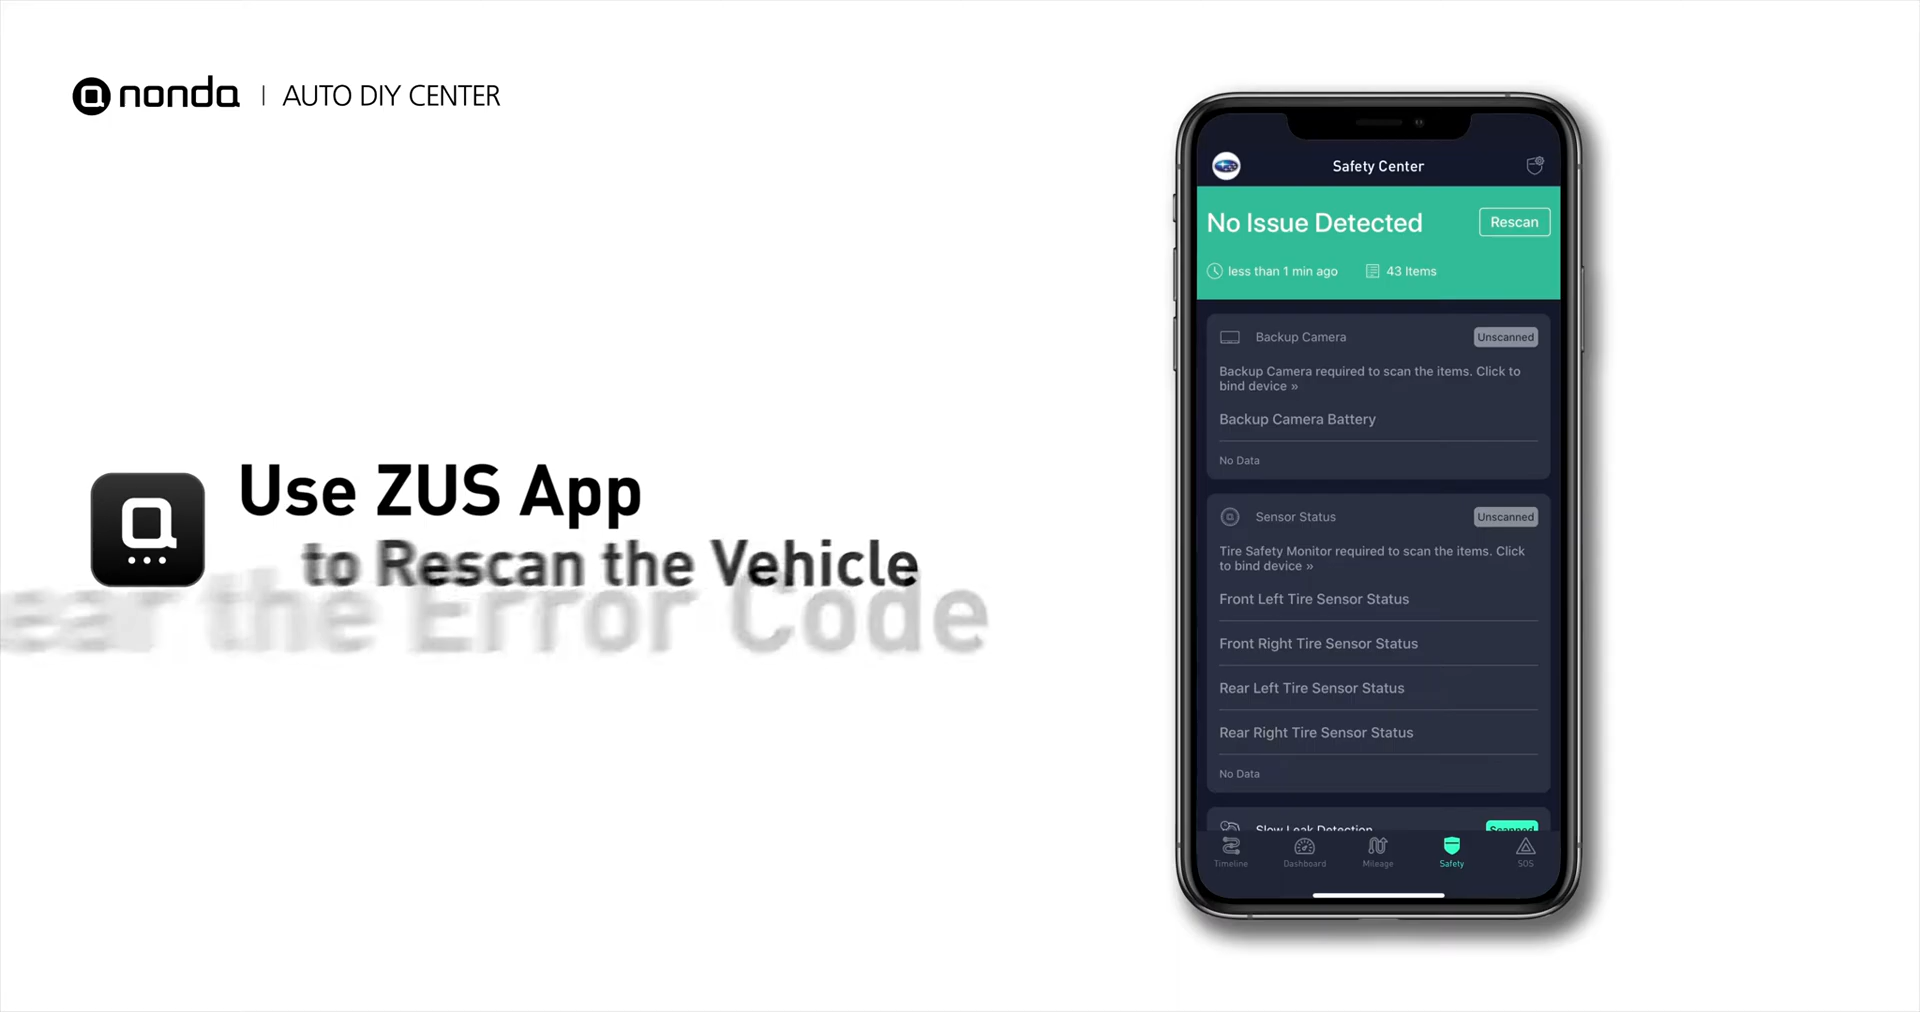 nonda | AUTO DIY CENTER
Use ZUS App
to Rescan the Vehicle
the Error Code
Safety Center
No Issue Detected
Rescan
less than 1 min ago
43 Items
Backup Camera
Unscanned
Backup Camera required to scan the items. Click to
bind device »
Backup Camera Battery
No Data
Sensor Status
Unscanned
Tire Safety Monitor required to scan the items. Click
to bind device »
Front Left Tire Sensor Status
Front Right Tire Sensor Status
Rear Left Tire Sensor Status
Rear Right Tire Sensor Status
No Data
Slow Leak Detection
Scanned
Timeline
Dashboard
Mileage
Safety
SOS